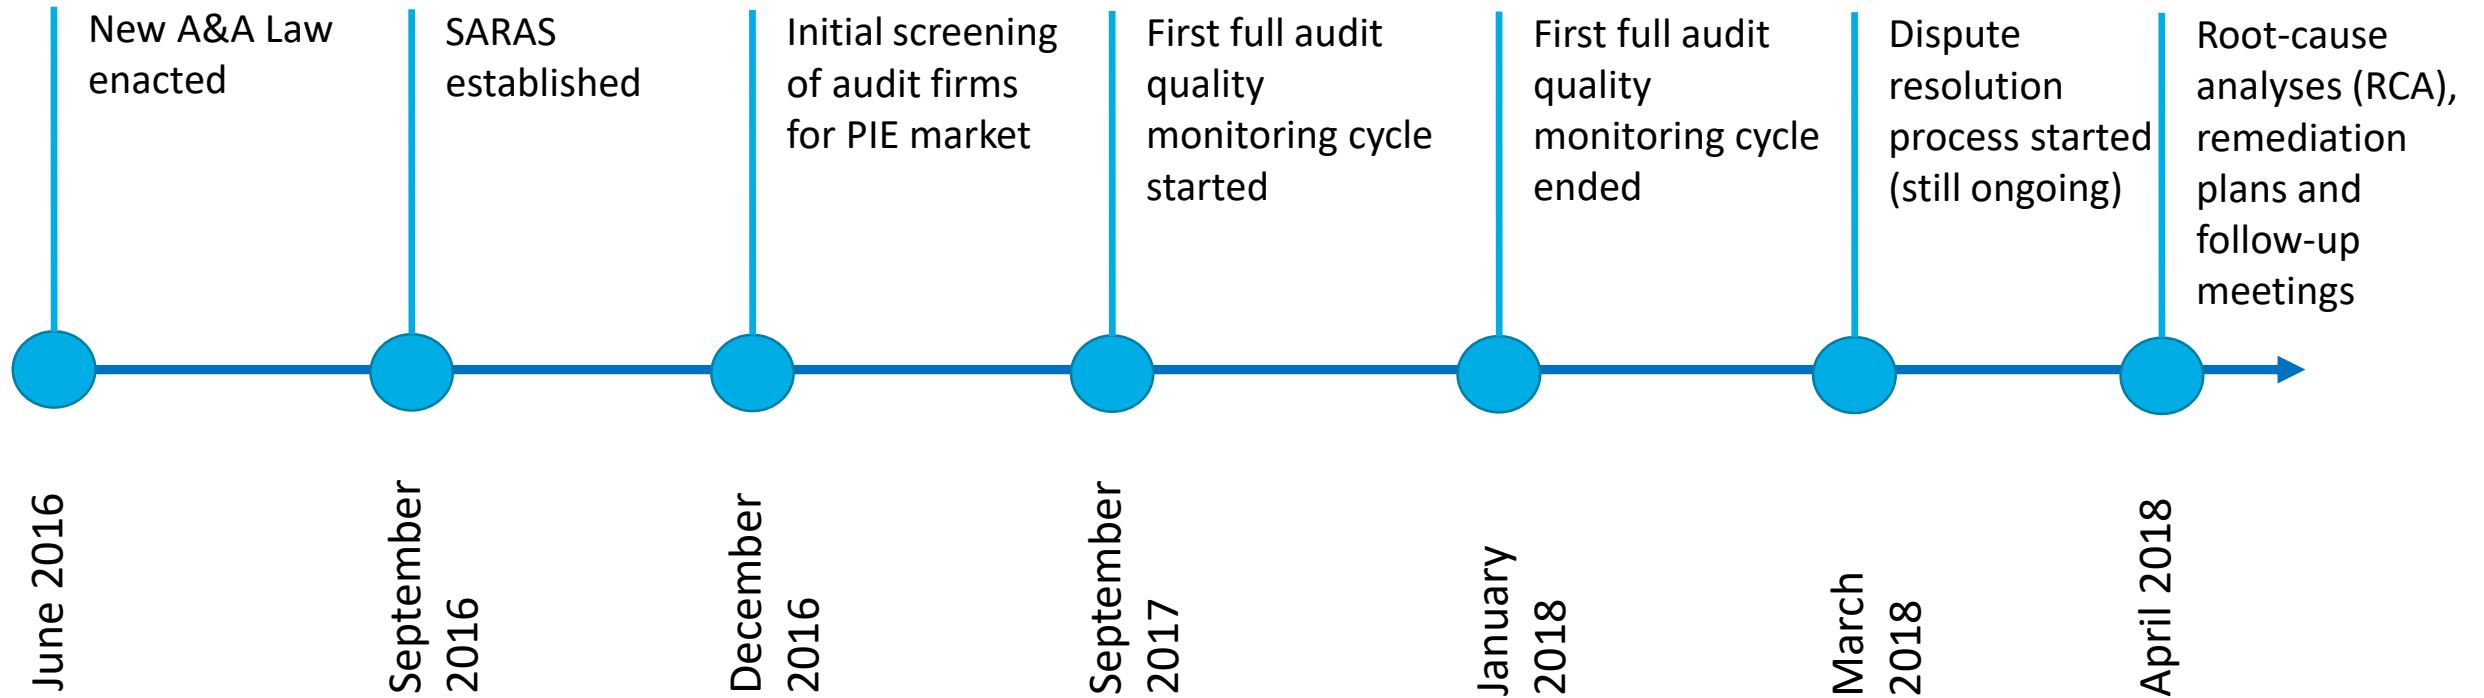 New A&A Law
enacted
SARAS
established
Initial screening
of audit firms
for PIE market
First full audit
quality
monitoring cycle
started
First full audit
quality
monitoring cycle
ended
Dispute
resolution
process started
(still ongoing)
Root-cause
analyses (RCA),
remediation
plans and
follow-up
meetings
June 2016
September
2016
December
2016
September
2017
January
2018
March
2018
April 2018